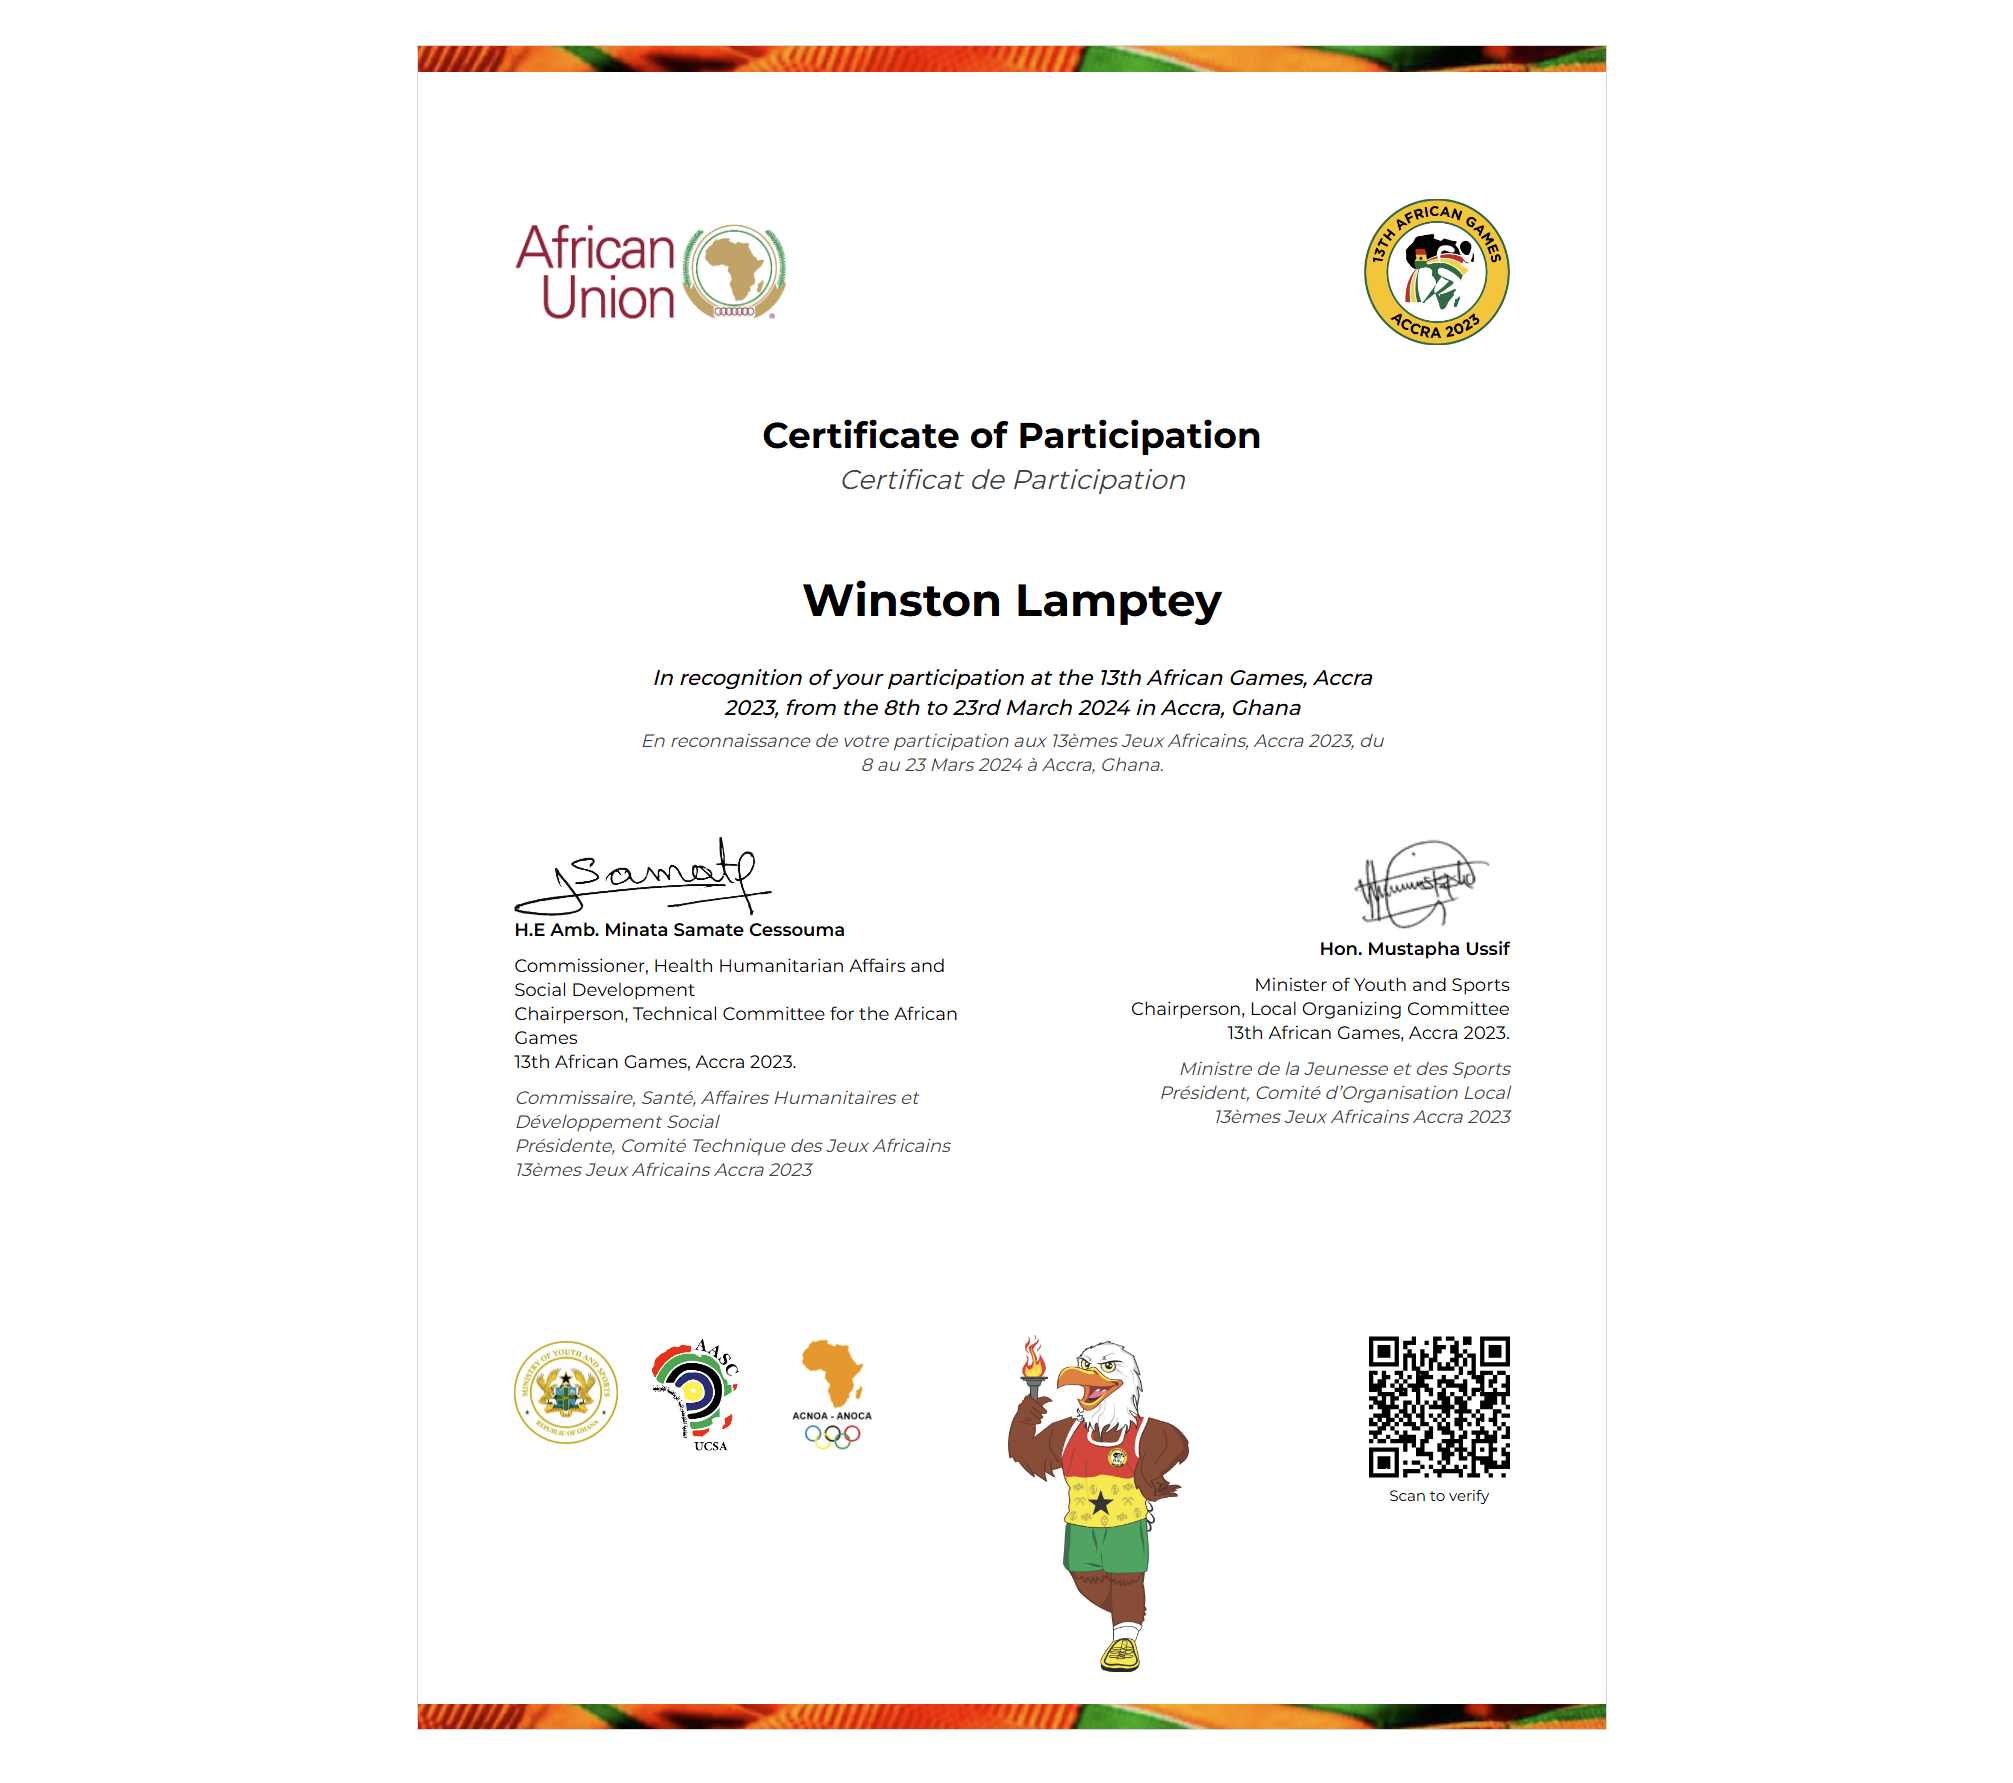 African
Union
13TH AFRICAN GAMES
ACCRA 2023
Certificate of Participation
Certificat de Participation
Winston Lamptey
In recognition of your participation at the 13th African Games, Accra
2023, from the 8th to 23rd March 2024 in Accra, Ghana
En reconnaissance de votre participation aux 13èmes Jeux Africains, Accra 2023, du
8 au 23 Mars 2024 à Accra, Ghana.
Samate
H.E Amb. Minata Samate Cessouma
Commissioner, Health Humanitarian Affairs and
Social Development
Chairperson, Technical Committee for the African
Games
13th African Games, Accra 2023.
Commissaire, Santé, Affaires Humanitaires et
Développement Social
Présidente, Comité Technique des Jeux Africains
13èmes Jeux Africains Accra 2023
Hon. Mustapha Ussif
Minister of Youth and Sports
Chairperson, Local Organizing Committee
13th African Games, Accra 2023.
Ministre de la Jeunesse et des Sports
Président, Comité d'Organisation Local
13èmes Jeux Africains Accra 2023
MINISTRY OF YOUTH AND SPORTS
REPUBLIC OF GHANA
AASC
UCSA
ACNOA - ANOCA
Scan to verify